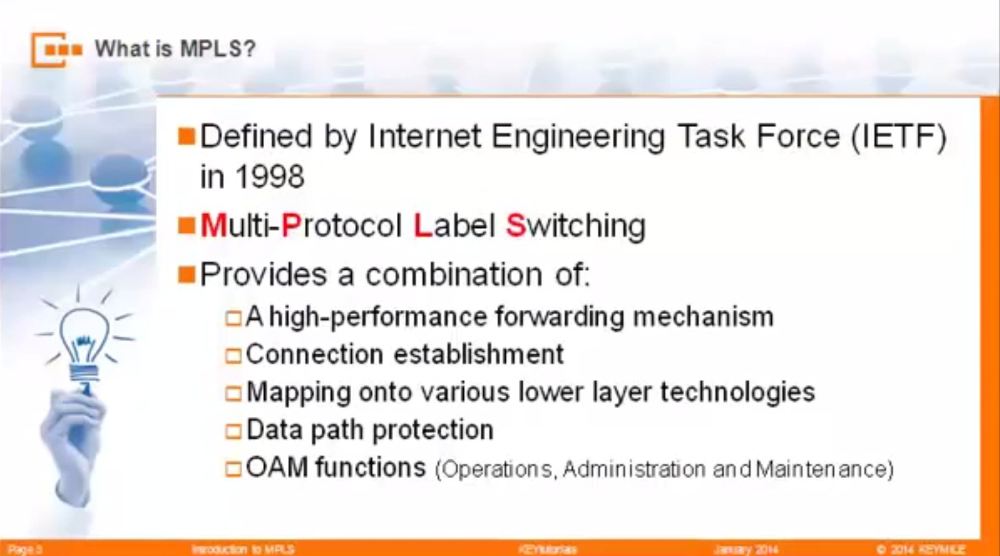 What is MPLS?
Defined by Internet Engineering Task Force (IETF)
in 1998
Multi-Protocol Label Switching
Provides a combination of:
A high-performance forwarding mechanism
Connection establishment
Mapping onto various lower layer technologies
Data path protection
OAM functions (Operations, Administration and Maintenance)
Page 3 Introduction to MPLS KEYtutorials January 2014 © 2014 KEYMILE